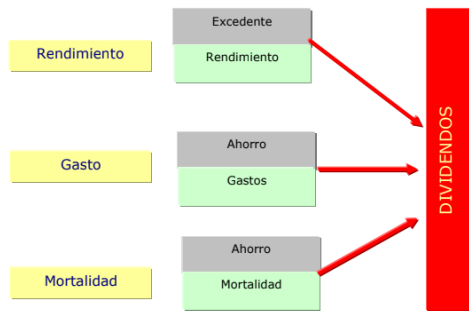 Excedente
Rendimiento
Rendimiento
Ahorro
Gasto
Gastos
Ahorro
Mortalidad
Mortalidad
DIVIDENDOS